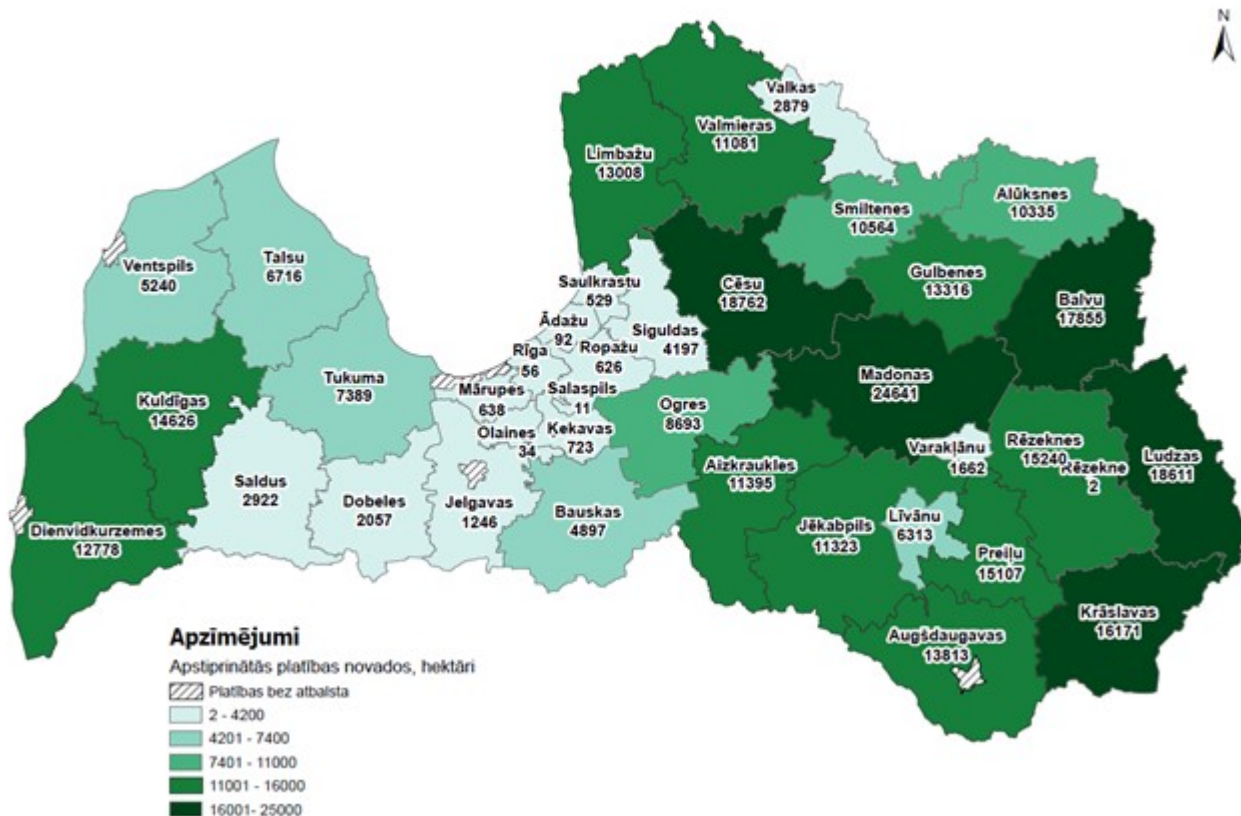 N
Valkas
2879
Valmieras
11081
Limbažu
13008
Alūksnes
10335
Smiltenes
10564
Ventspils
5240
Talsu
6716
Saulkrastu
529
Cēsu
18762
Gulbenes
13316
Balvu
17855
Ādažu
92
Siguldas
4197
Rīga
56
Ropažu
626
Tukuma
7389
Mārupes
638
Salaspils
11
Madonas
24641
Kuldīgas
14626
Ogres
8693
Olaines
34
Ķekavas
723
Varakļānu
1662
Rēzeknes
15240
Rēzekne
2
Ludzas
18611
Aizkraukles
11395
Saldus
2922
Dobeles
2057
Jelgavas
1246
Bauskas
4897
Jēkabpils
11323
Līvānu
6313
Dienvidkurzemes
12778
Preiļu
15107
Krāslavas
16171
Augšdaugavas
13813
Apzīmējumi
Apstiprinātās platības novados, hektāri
Platības bez atbalsta
2 - 4200
4201 - 7400
7401 - 11000
11001 - 16000
16001- 25000